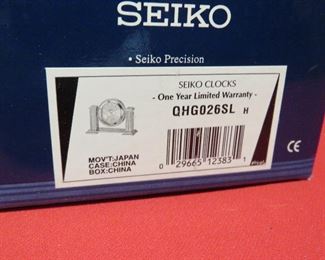 SEIKO
• Seiko Precision
SEIKO CLOCKS
- One Year Limited Warranty -
QHG026SL H
MOV'T: JAPAN
CASE: CHINA
BOX: CHINA
0 29665 12383 1
CE